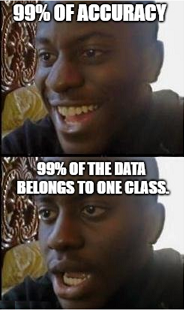 99% OF ACCURACY
99% OF THE DATA
BELONGS TO ONE CLASS.